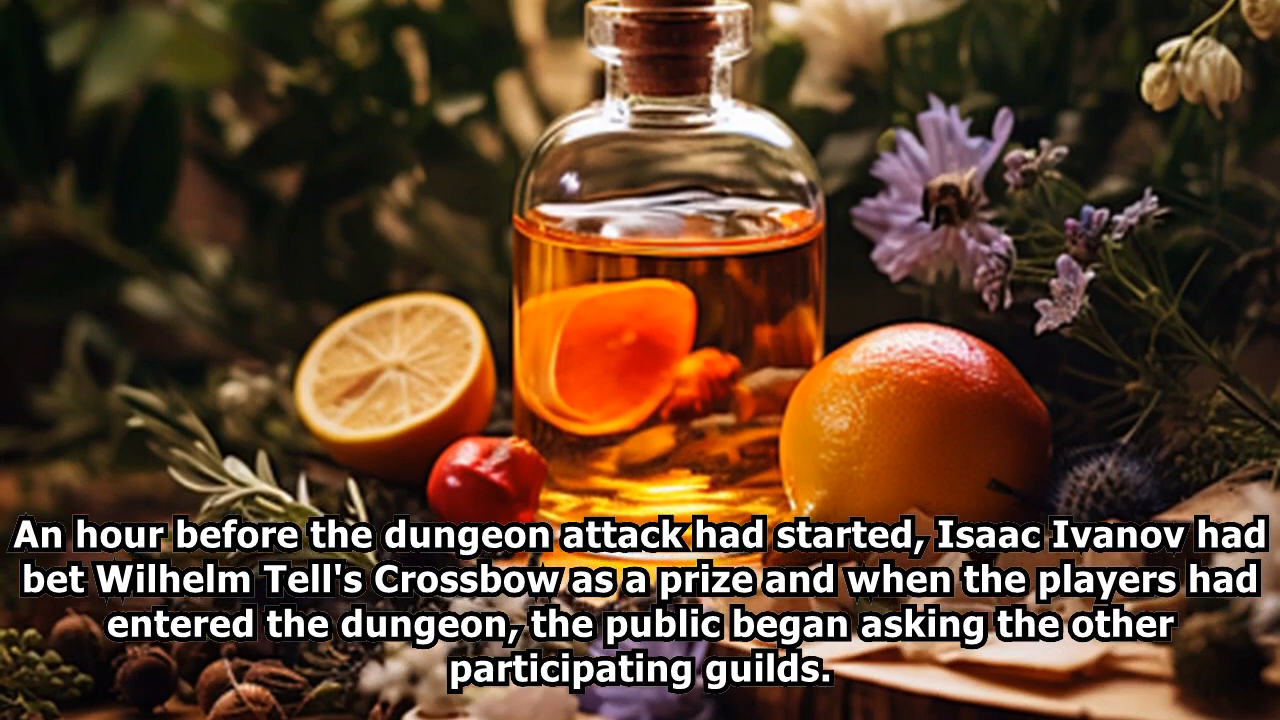 An hour before the dungeon attack had started, Isaac Ivanov had
bet Wilhelm Tell's Crossbow as a prize and when the players had
entered the dungeon, the public began asking the other
participating guilds.